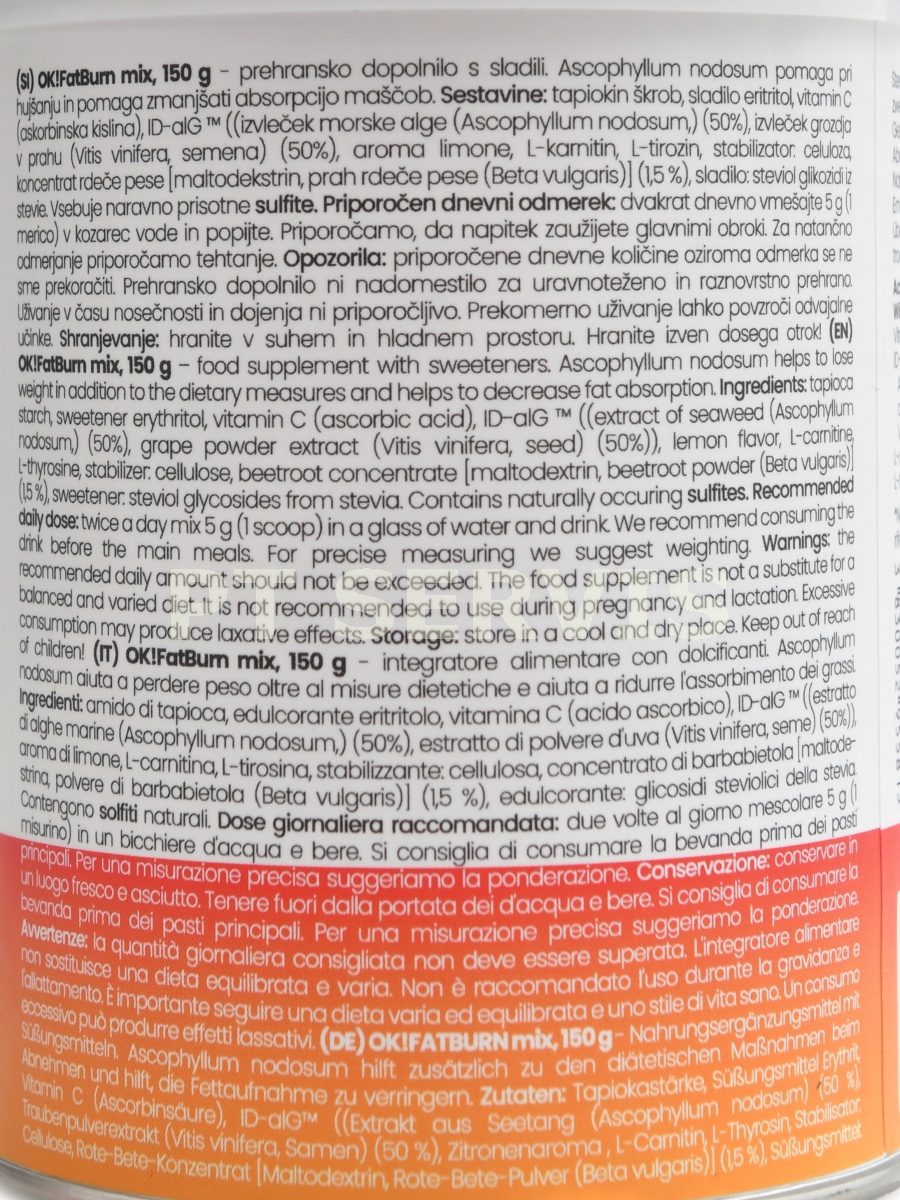 (SI) OK!FatBurn mix, 150 g – prehransko dopolnilo s sladili. Ascophyllum nodosum pomaga pri
hujšanju in pomaga zmanjšati absorpcijo maščob. Sestavine: tapiokin škrob, sladilo eritritol, vitamin C
(askorbinska kislina), ID-alG ™ ((izvleček morske alge (Ascophyllum nodosum,) (50%), izvleček grozdja
v prahu (Vitis vinifera, semena) (50%), aroma limone, L-karnitin, L-tirozin, stabilizator: celuloza,
koncentrat rdeče pese [maltodekstrin, prah rdeče pese (Beta vulgaris)] (1,5 %), sladilo: steviol glikozidi iz
stevie. Vsebuje naravno prisotne sulfite. Priporočen dnevni odmerek: dvakrat dnevno vmešajte 5 g (1
merico) v kozarec vode in popijte. Priporočamo, da napitek zaužijete glavnimi obroki. Za natančno
odmerjanje priporočamo tehtanje. Opozorila: priporočene dnevne količine oziroma odmerka se ne
sme prekoračiti. Prehransko dopolnilo ni nadomestilo za uravnoteženo in raznovrstno prehrano.
Uživanje v času nosečnosti in dojenja ni priporočljivo. Prekomerno uživanje lahko povzroči odvajalne
učinke. Shranjevanje: hranite v suhem in hladnem prostoru. Hranite izven dosega otrok! (EN)
OK!FatBurn mix, 150 g – food supplement with sweeteners. Ascophyllum nodosum helps to lose
weight in addition to the dietary measures and helps to decrease fat absorption. Ingredients: tapioca
starch, sweetener erythritol, vitamin C (ascorbic acid), ID-alG ™ ((extract of seaweed (Ascophyllum
nodosum,) (50%), grape powder extract (Vitis vinifera, seed) (50%)), lemon flavor, L-carnitine,
L-thyrosine, stabilizer: cellulose, beetroot concentrate [maltodextrin, beetroot powder (Beta vulgaris)]
(1,5 %), sweetener: steviol glycosides from stevia. Contains naturally occuring sulfites. Recommended
daily dose: twice a day mix 5 g (1 scoop) in a glass of water and drink. We recommend consuming the
drink before the main meals. For precise measuring we suggest weighting. Warnings: the
recommended daily amount should not be exceeded. The food supplement is not a substitute for a
balanced and varied diet. It is not recommended to use during pregnancy and lactation. Excessive
consumption may produce laxative effects. Storage: store in a cool and dry place. Keep out of reach
of children! (IT) OK!FatBurn mix, 150 g – integratore alimentare con dolcificanti. Ascophyllum
nodosum aiuta a perdere peso oltre al misure dietetiche e aiuta a ridurre l'assorbimento dei grassi.
Ingredienti: amido di tapioca, edulcorante eritritolo, vitamina C (acido ascorbico), ID-alG ™ ((estratto
di alghe marine (Ascophyllum nodosum,) (50%), estratto di polvere d'uva (Vitis vinifera, seme) (50%)),
aroma di limone, L-carnitina, L-tirosina, stabilizzante: cellulosa, concentrato di barbabietola [maltode-
strina, polvere di barbabietola (Beta vulgaris)] (1,5 %), edulcorante: glicosidi steviolici della stevia.
Contengono solfiti naturali. Dose giornaliera raccomandata: due volte al giorno mescolare 5 g (1
misurino) in un bicchiere d'acqua e bere. Si consiglia di consumare la bevanda prima dei pasti
principali. Per una misurazione precisa suggeriamo la ponderazione. Conservazione: conservare in
un luogo fresco e asciutto. Tenere fuori dalla portata dei d'acqua e bere. Si consiglia di consumare la
bevanda prima dei pasti principali. Per una misurazione precisa suggeriamo la ponderazione.
Avvertenze: la quantità giornaliera consigliata non deve essere superata. L'integratore alimentare
non sostituisce una dieta equilibrata e varia. Non è raccomandato l'uso durante la gravidanza e
l'allattamento. È importante seguire una dieta varia ed equilibrata e uno stile di vita sano. Un consumo
eccessivo può produrre effetti lassativi. (DE) OK!FATBURN mix, 150 g – Nahrungsergänzungsmittel mit
Süßungsmitteln. Ascophyllum nodosum hilft zusätzlich zu den diätetischen Maßnahmen beim
Abnehmen und hilft, die Fettaufnahme zu verringern. Zutaten: Tapiokastärke, Süßungsmittel Erythrit,
Vitamin C (Ascorbinsäure), ID-alG™ ((Extrakt aus Seetang (Ascophyllum nodosum) (50 %),
Traubenpulverextrakt (Vitis vinifera, Samen) (50 %), Zitronenaroma , L-Carnitin, L-Thyrosin, Stabilisator:
Cellulose, Rote-Bete-Konzentrat [Maltodextrin, Rote-Bete-Pulver (Beta vulgaris)] (1,5 %), Süßungsmittel:
PT SERVIS